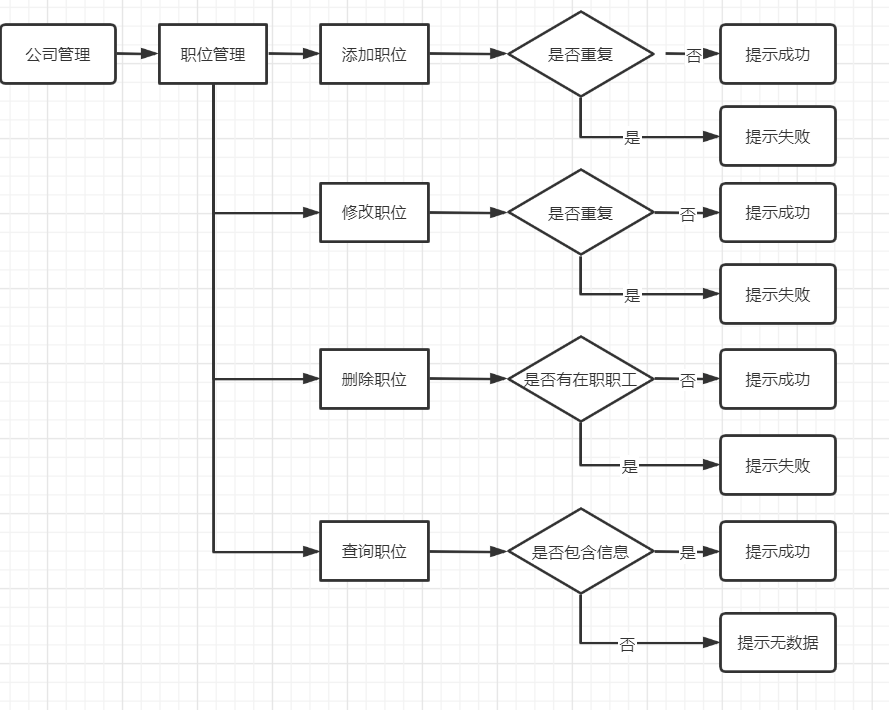 公司管理
职位管理
添加职位
是否重复
否
提示成功
是
提示失败
修改职位
是否重复
否
提示成功
是
提示失败
删除职位
是否有在职职工
否
提示成功
是
提示失败
查询职位
是否包含信息
是
提示成功
否
提示无数据